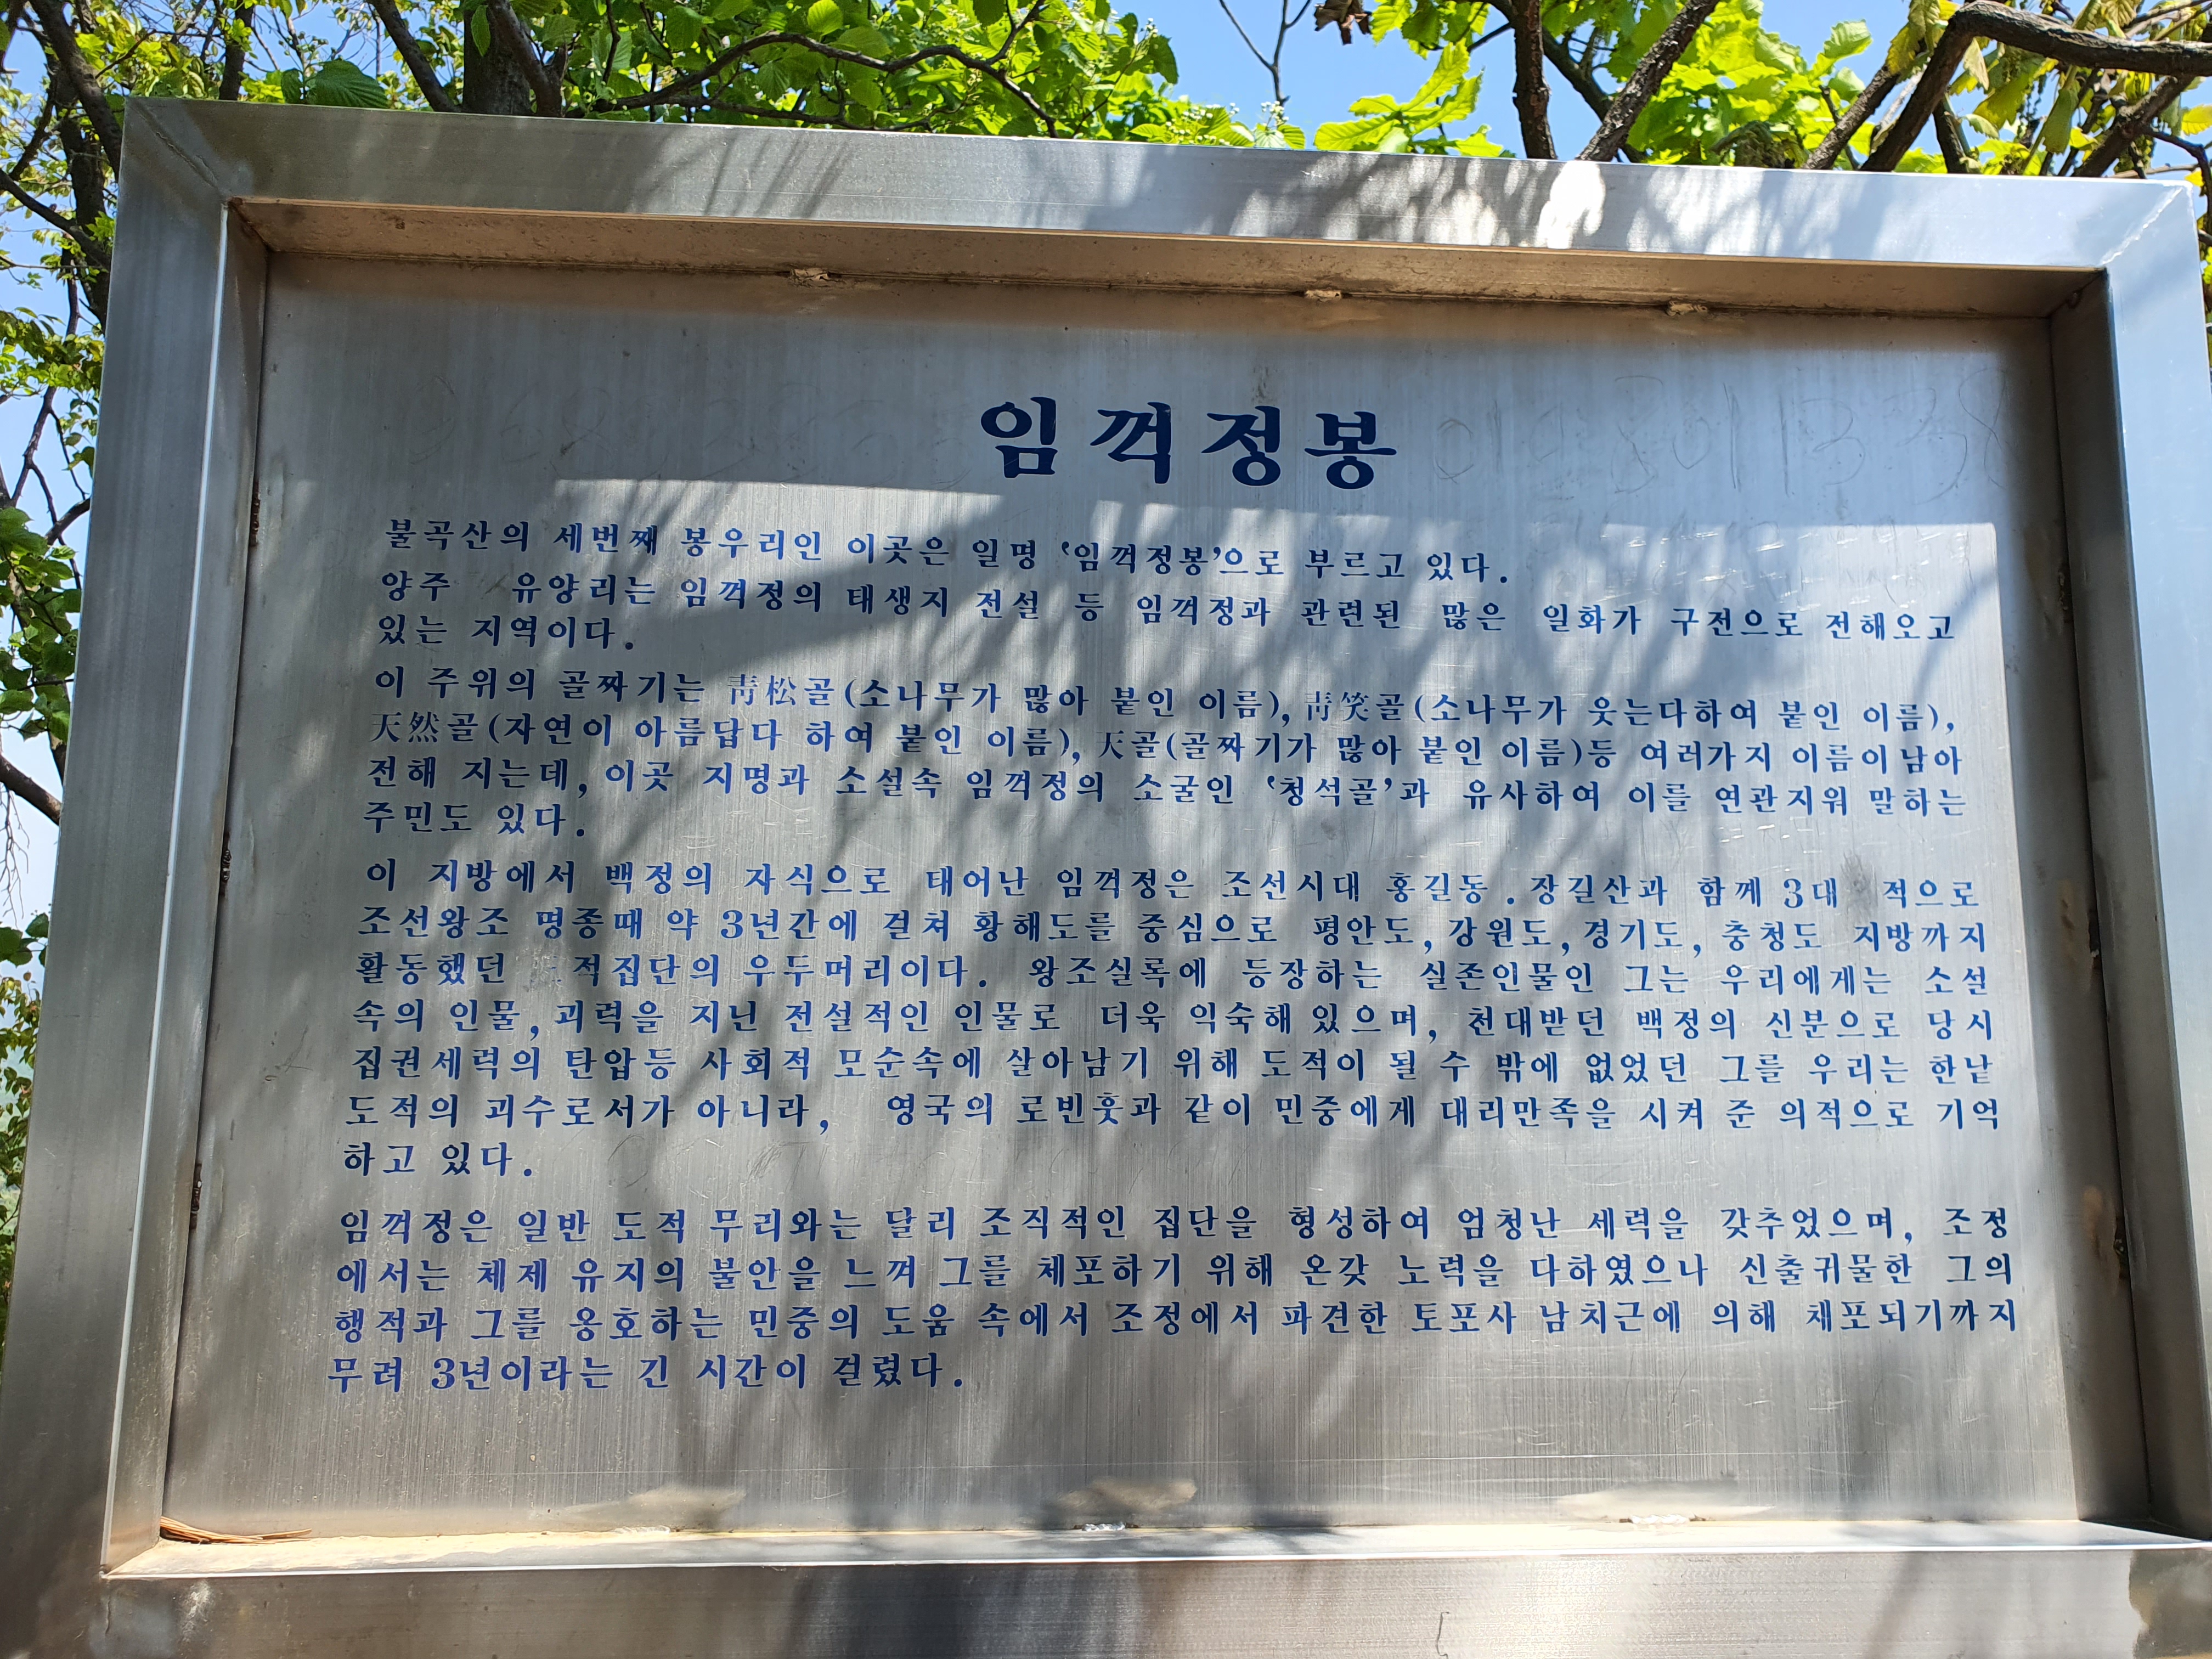 임꺽정봉
불곡산의 세번째 봉우리인 이곳은 일명 ‘임꺽정봉’으로 부르고 있다.
양주 유양리는 임꺽정의 태생지 전설 등 임꺽정과 관련된 많은 일화가 구전으로 전해오고
있는 지역이다.
이 주위의 골짜기는 靑松골(소나무가 많아 붙인 이름), 靑笑골(소나무가 웃는다하여 붙인 이름),
天然골(자연이 아름답다 하여 붙인 이름), 天골(골짜기가 많아 붙인 이름)등 여러가지 이름이남아
전해 지는데, 이곳 지명과 소설속 임꺽정의 소굴인 ‘청석골’과 유사하여 이를 연관지워 말하는
주민도 있다.
이 지방에서 백정의 자식으로 태어난 임꺽정은 조선시대 홍길동.장길산과 함께 3대 적으로
조선왕조 명종때 약 3년간에 걸쳐 황해도를 중심으로 평안도,강원도,경기도, 충청도 지방까지
활동했던 적집단의 우두머리이다. 왕조실록에 등장하는 실존인물인 그는 우리에게는 소설
속의 인물,괴력을 지닌 전설적인 인물로 더욱 익숙해 있으며, 천대받던 백정의 신분으로 당시
집권세력의 탄압등 사회적 모순속에 살아남기 위해 도적이 될 수 밖에 없었던 그를 우리는 한낱
도적의 괴수로서가 아니라, 영국의 로빈훗과 같이 민중에게 대리만족을 시켜 준 의적으로 기억
하고 있다.
임꺽정은 일반 도적 무리와는 달리 조직적인 집단을 형성하여 엄청난 세력을 갖추었으며, 조정
에서는 체제 유지의 불안을 느껴 그를 체포하기 위해 온갖 노력을 다하였으나 신출귀물한 그의
행적과 그를 옹호하는 민중의 도움 속에서 조정에서 파견한 토포사 남치근에 의해 채포되기까지
무려 3년이라는 긴 시간이 걸렸다.